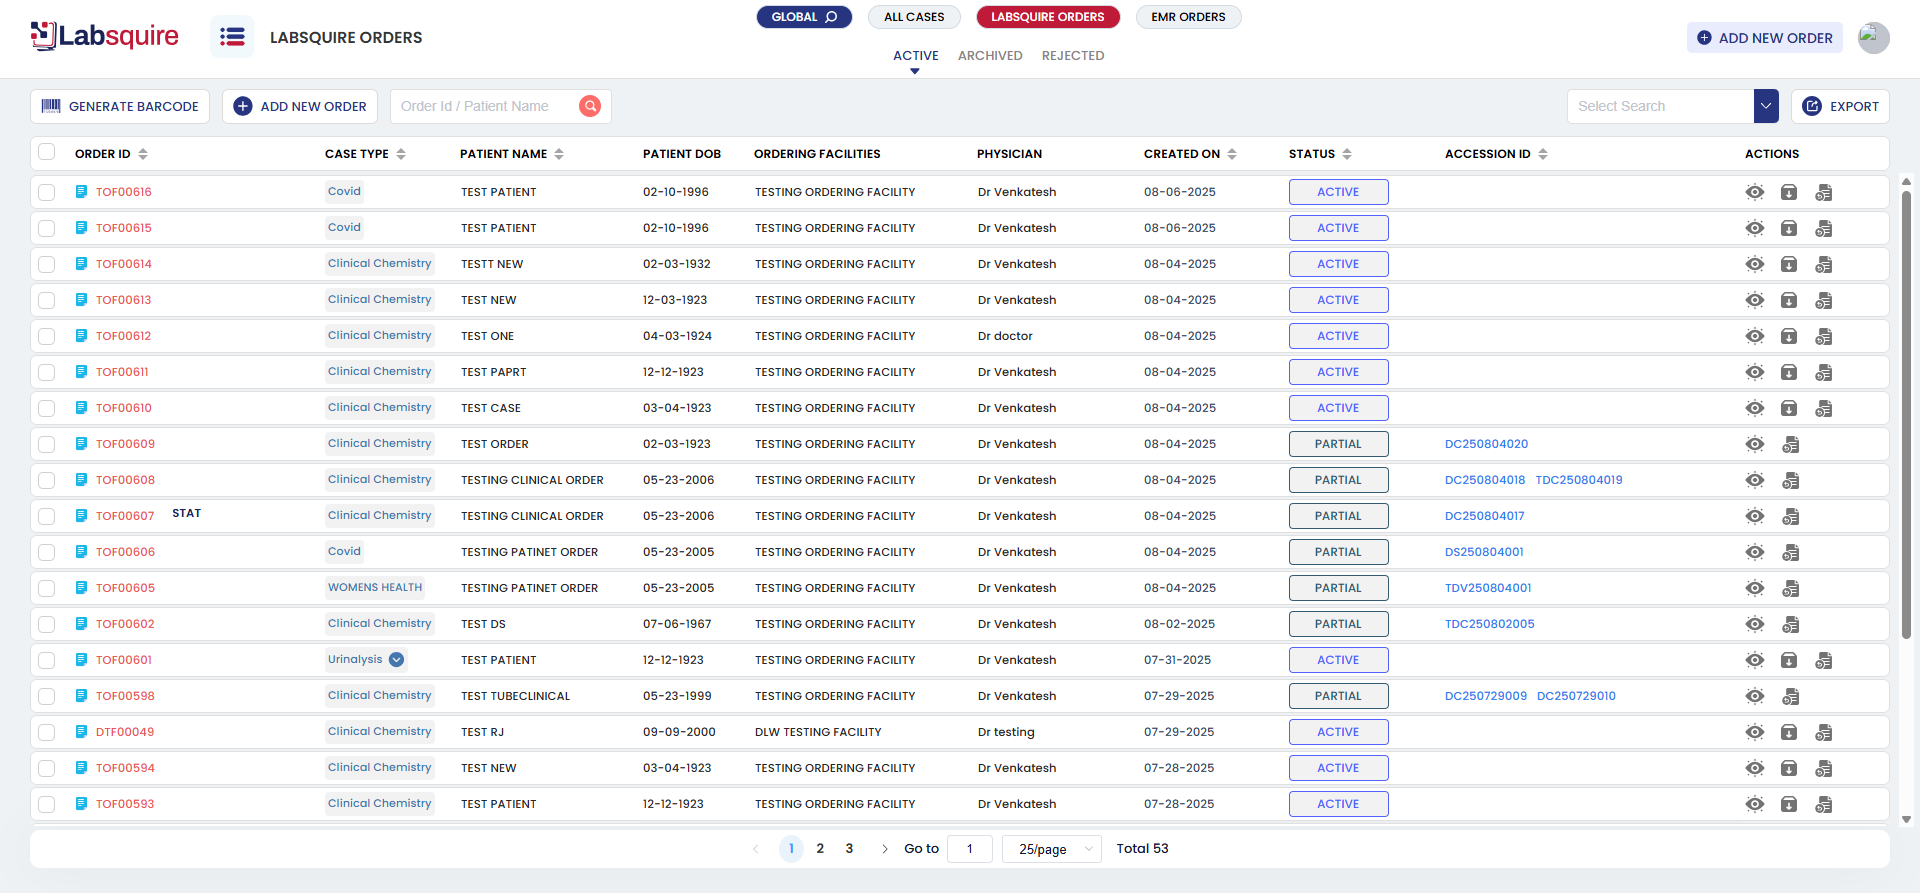 Labsquire
LABSQUIRE ORDERS
GLOBAL
ALL CASES
LABSQUIRE ORDERS
EMR ORDERS
ACTIVE
ARCHIVED
REJECTED
ADD NEW ORDER
GENERATE BARCODE
ADD NEW ORDER
Order Id / Patient Name
Select Search
EXPORT
ORDER ID CASE TYPE PATIENT NAME PATIENT DOB ORDERING FACILITIES PHYSICIAN CREATED ON STATUS ACCESSION ID ACTIONS
TOF00616 Covid TEST PATIENT 02-10-1996 TESTING ORDERING FACILITY Dr Venkatesh 08-06-2025 ACTIVE
TOF00615 Covid TEST PATIENT 02-10-1996 TESTING ORDERING FACILITY Dr Venkatesh 08-06-2025 ACTIVE
TOF00614 Clinical Chemistry TESTT NEW 02-03-1932 TESTING ORDERING FACILITY Dr Venkatesh 08-04-2025 ACTIVE
TOF00613 Clinical Chemistry TEST NEW 12-03-1923 TESTING ORDERING FACILITY Dr Venkatesh 08-04-2025 ACTIVE
TOF00612 Clinical Chemistry TEST ONE 04-03-1924 TESTING ORDERING FACILITY Dr doctor 08-04-2025 ACTIVE
TOF00611 Clinical Chemistry TEST PAPRT 12-12-1923 TESTING ORDERING FACILITY Dr Venkatesh 08-04-2025 ACTIVE
TOF00610 Clinical Chemistry TEST CASE 03-04-1923 TESTING ORDERING FACILITY Dr Venkatesh 08-04-2025 ACTIVE
TOF00609 Clinical Chemistry TEST ORDER 02-03-1923 TESTING ORDERING FACILITY Dr Venkatesh 08-04-2025 PARTIAL DC250804020
TOF00608 Clinical Chemistry TESTING CLINICAL ORDER 05-23-2006 TESTING ORDERING FACILITY Dr Venkatesh 08-04-2025 PARTIAL DC250804018 TDC250804019
TOF00607 STAT Clinical Chemistry TESTING CLINICAL ORDER 05-23-2006 TESTING ORDERING FACILITY Dr Venkatesh 08-04-2025 PARTIAL DC250804017
TOF00606 Covid TESTING PATINET ORDER 05-23-2005 TESTING ORDERING FACILITY Dr Venkatesh 08-04-2025 PARTIAL DS250804001
TOF00605 WOMENS HEALTH TESTING PATINET ORDER 05-23-2005 TESTING ORDERING FACILITY Dr Venkatesh 08-04-2025 PARTIAL TDV250804001
TOF00602 Clinical Chemistry TEST DS 07-06-1967 TESTING ORDERING FACILITY Dr Venkatesh 08-02-2025 PARTIAL TDC250802005
TOF00601 Urinalysis TEST PATIENT 12-12-1923 TESTING ORDERING FACILITY Dr Venkatesh 07-31-2025 ACTIVE
TOF00598 Clinical Chemistry TEST TUBECLINICAL 05-23-1999 TESTING ORDERING FACILITY Dr Venkatesh 07-29-2025 PARTIAL DC250729009 DC250729010
DTF00049 Clinical Chemistry TEST RJ 09-09-2000 DLW TESTING FACILITY Dr testing 07-29-2025 ACTIVE
TOF00594 Clinical Chemistry TEST NEW 03-04-1923 TESTING ORDERING FACILITY Dr Venkatesh 07-28-2025 ACTIVE
TOF00593 Clinical Chemistry TEST PATIENT 12-12-1923 TESTING ORDERING FACILITY Dr Venkatesh 07-28-2025 ACTIVE
1 2 3 Go to 1 25/page Total 53